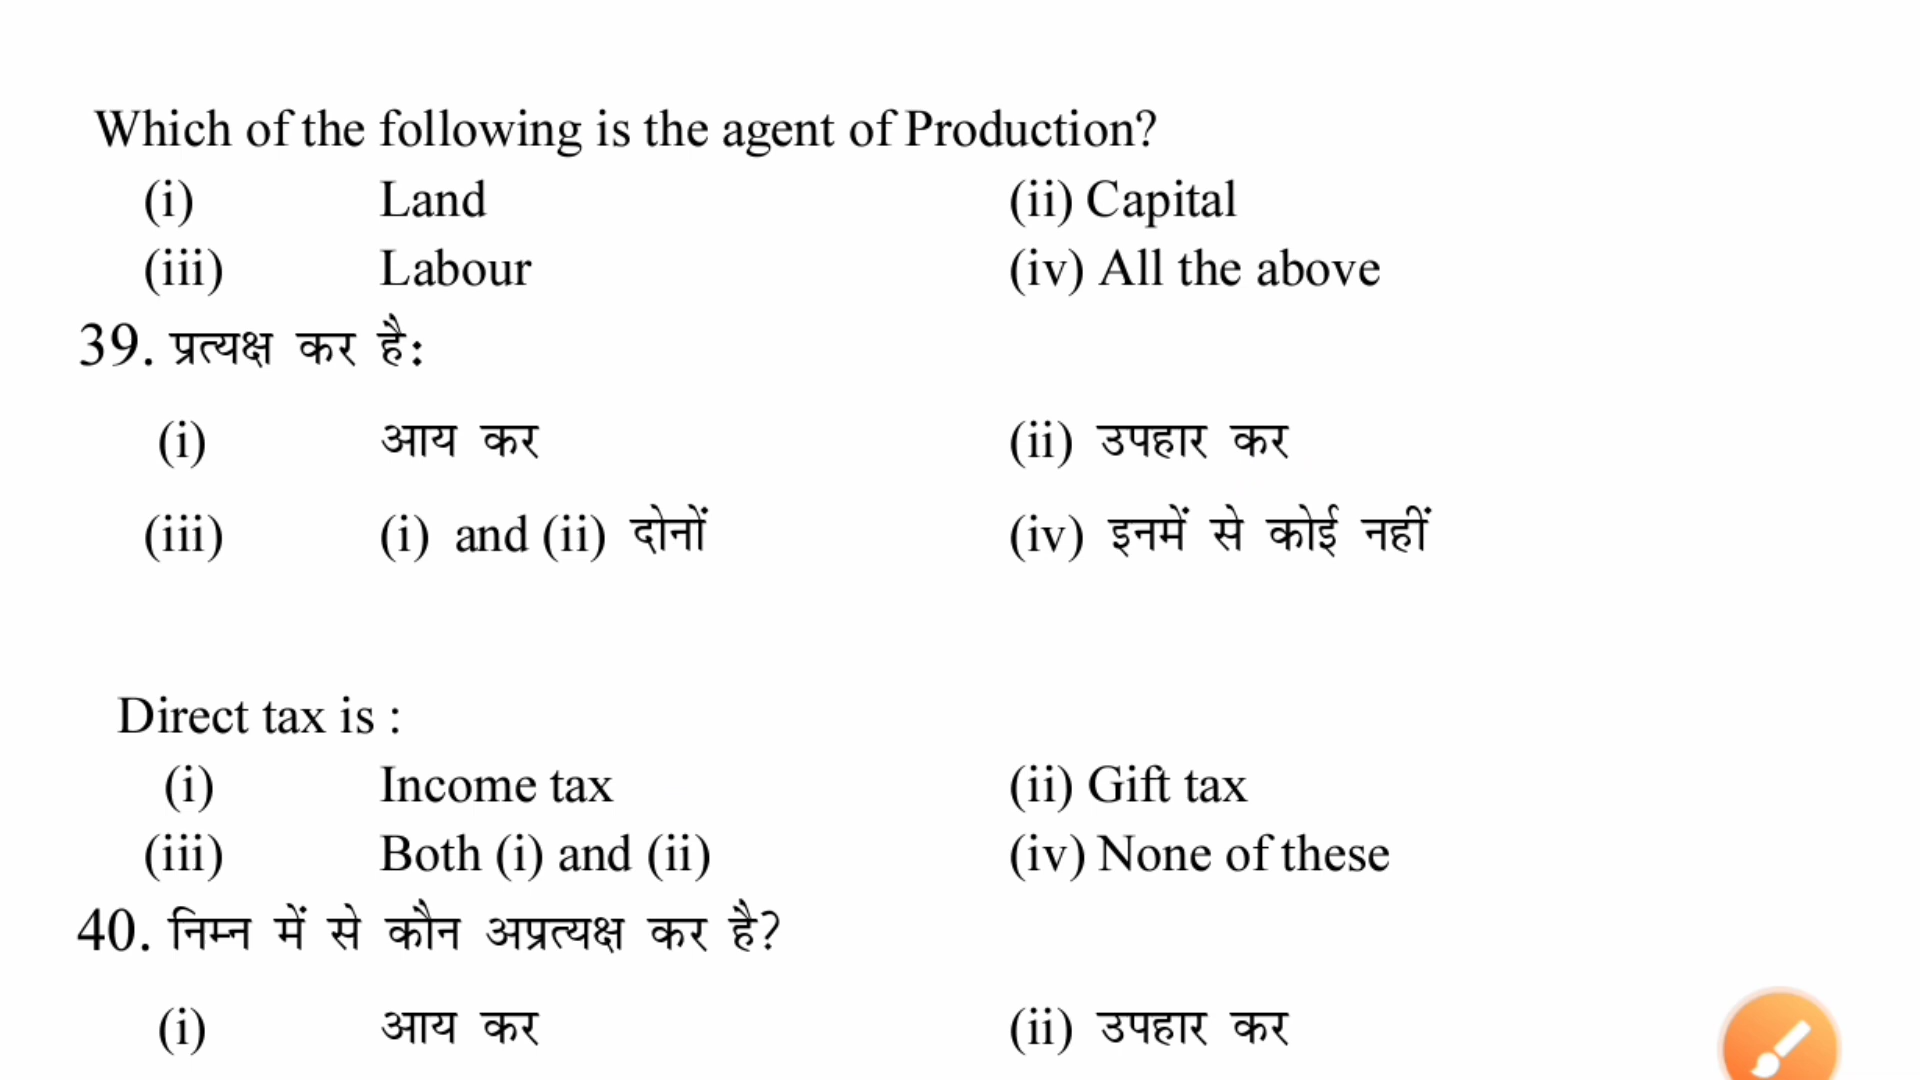 Which of the following is the agent of Production?
(i) Land (ii) Capital
(iii) Labour (iv) All the above
39. प्रत्यक्ष कर है:
(i) आय कर (ii) उपहार कर
(iii) (i) and (ii) दोनों (iv) इनमें से कोई नहीं
Direct tax is :
(i) Income tax (ii) Gift tax
(iii) Both (i) and (ii) (iv) None of these
40. निम्न में से कौन अप्रत्यक्ष कर है?
(i) आय कर (ii) उपहार कर